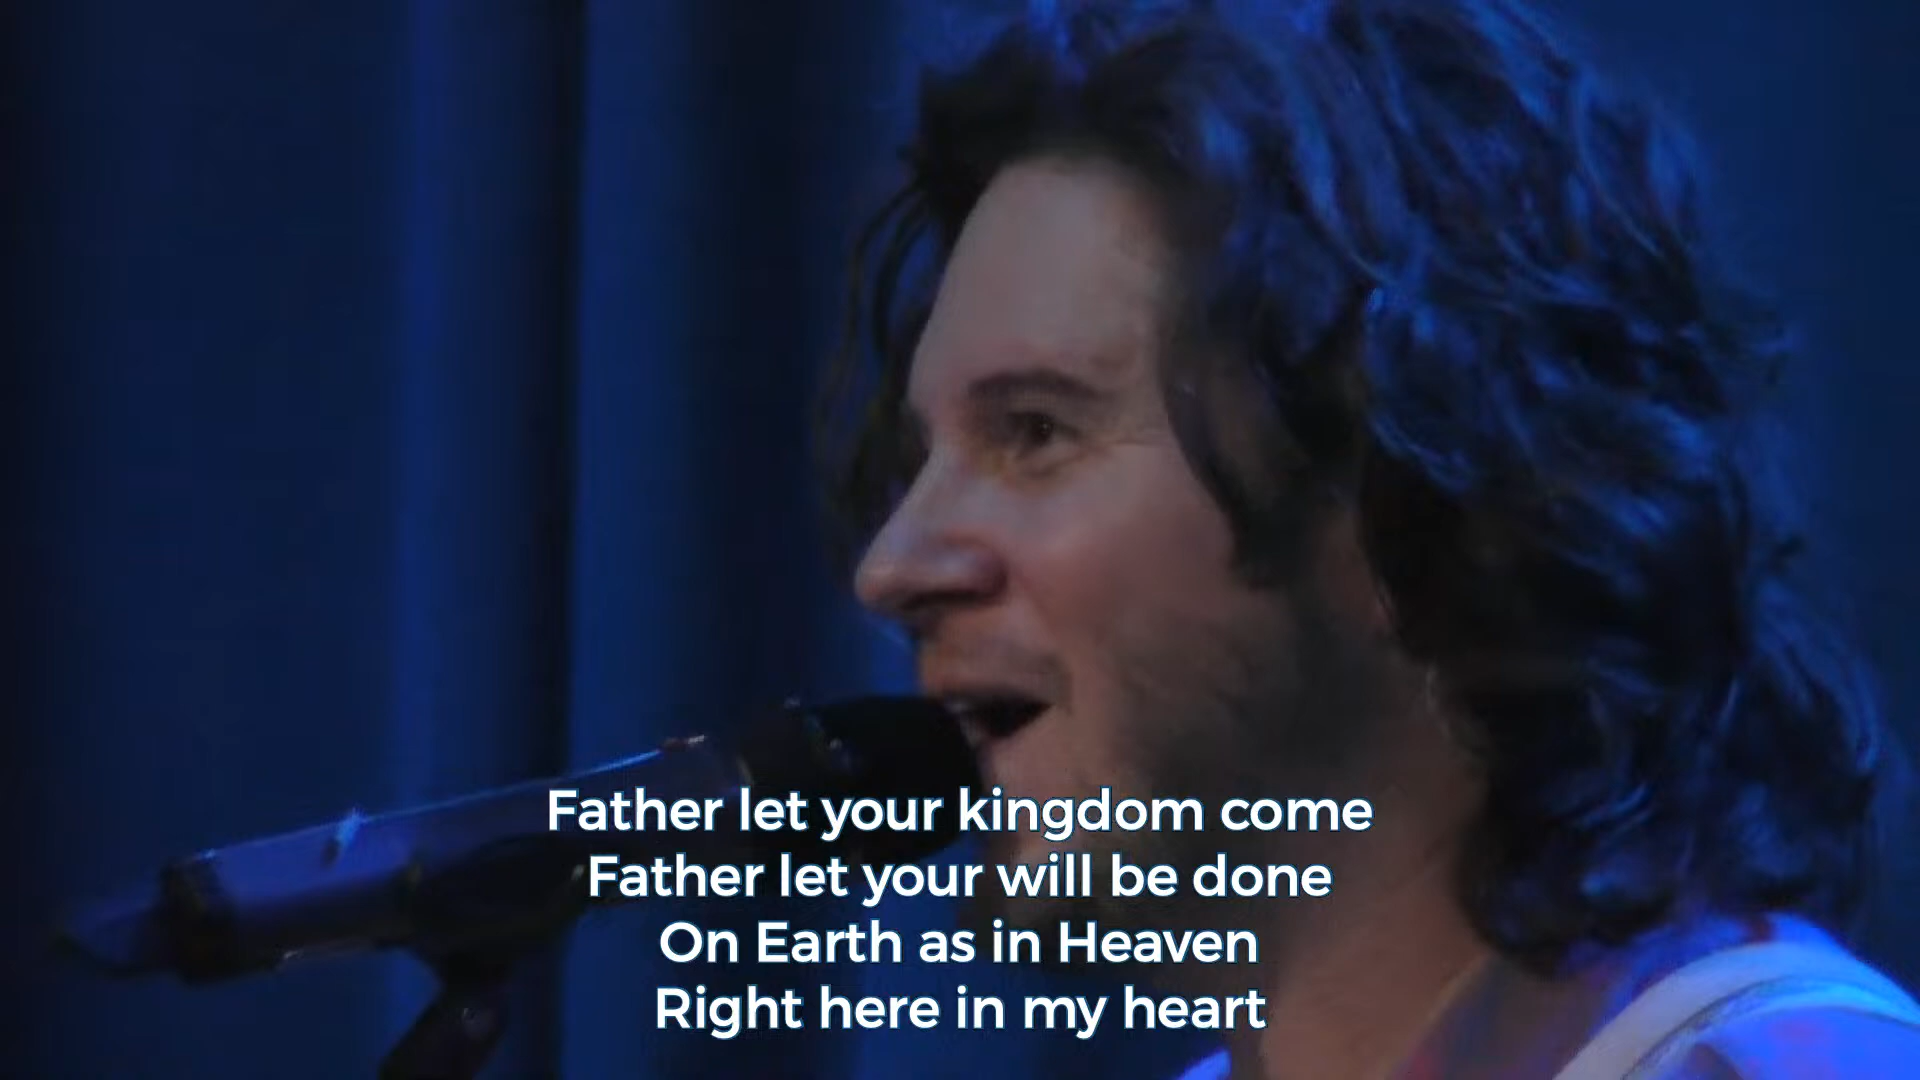 Father let your kingdom come
Father let your will be done
On Earth as in Heaven
Right here in my heart